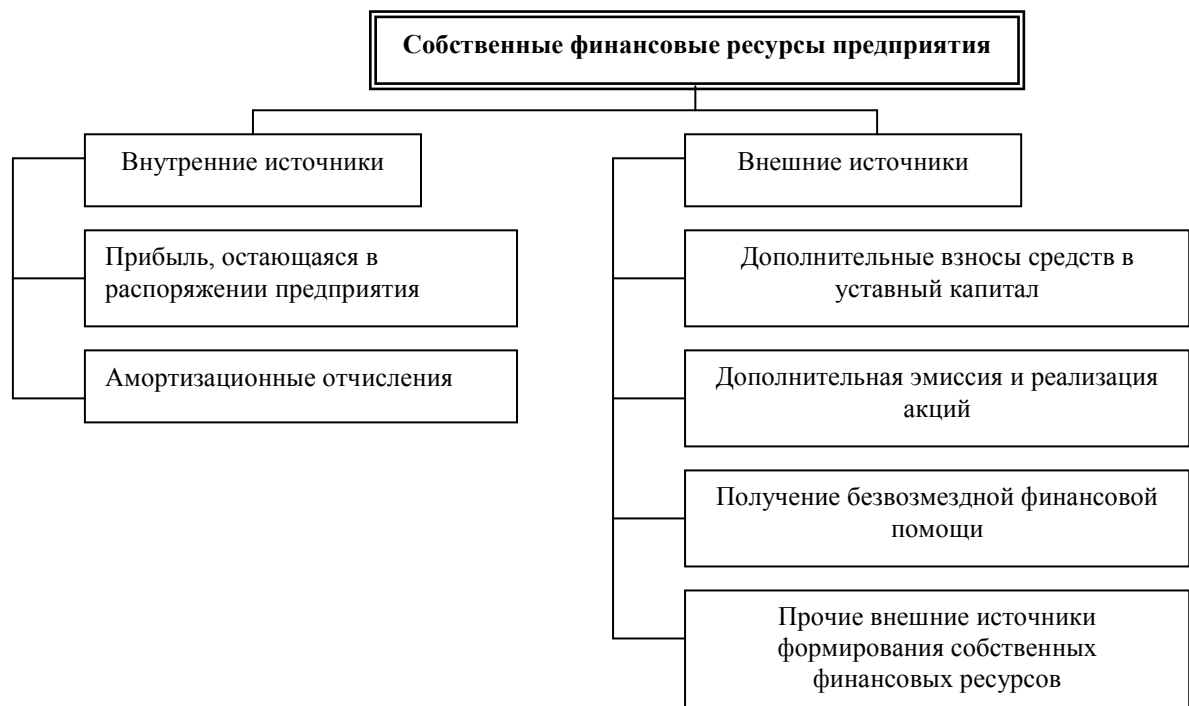 Собственные финансовые ресурсы предприятия
Внутренние источники
Прибыль, остающаяся в
распоряжении предприятия
Амортизационные отчисления
Внешние источники
Дополнительные взносы средств в
уставный капитал
Дополнительная эмиссия и реализация
акций
Получение безвозмездной финансовой
помощи
Прочие внешние источники
формирования собственных
финансовых ресурсов